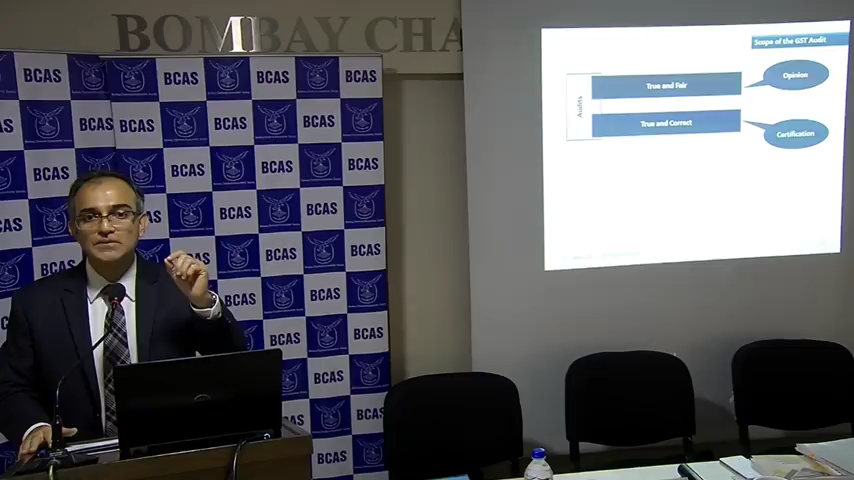 BOMBAY CHA
BCAS
Scope of the GST Audit
Audits
True and Fair
Opinion
True and Correct
Certification